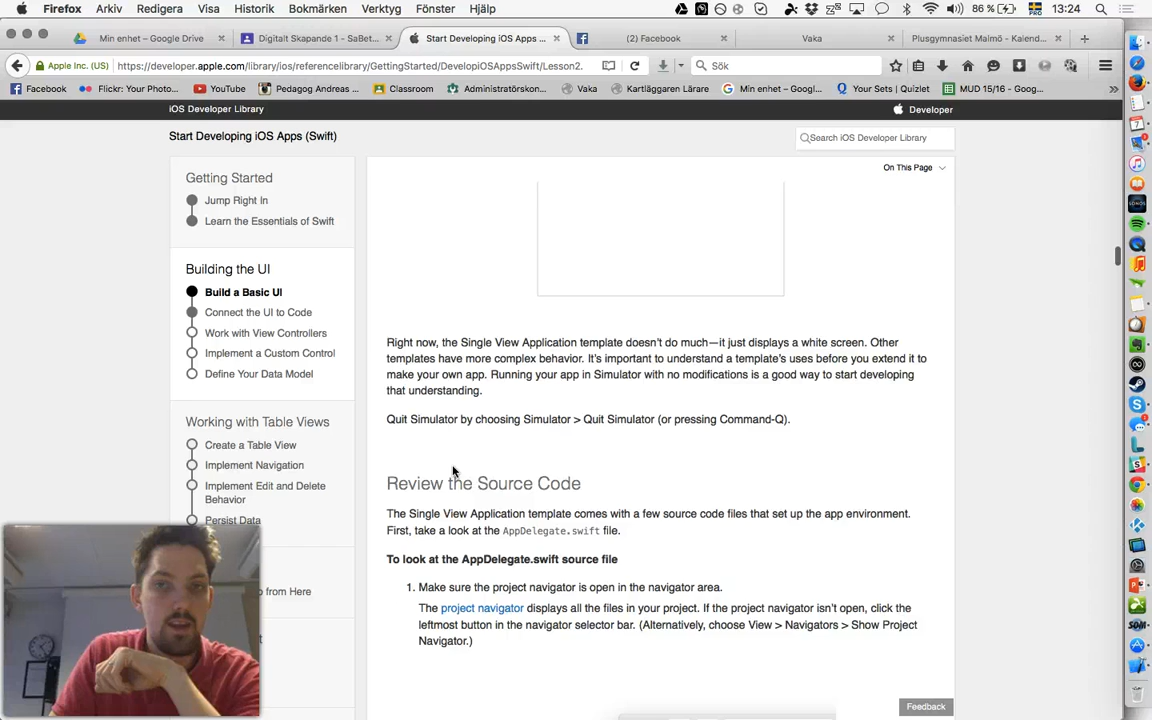 Firefox Arkiv Redigera Visa Historik Bokmärken Verktyg Fönster Hjälp 86 % 13:24
Min enhet – Google Drive
Digitalt Skapande 1 - SaBet...
Start Developing iOS Apps ...
(2) Facebook
Vaka
Plusgymnasiet Malmö - Kalend...
Apple Inc. (US) https://developer.apple.com/library/ios/referencelibrary/GettingStarted/DevelopiOSAppsSwift/Lesson2. Sök
Facebook Flickr: Your Photo... YouTube Pedagog Andreas ... Classroom Administratörskon... Vaka Kartläggaren Lärare Min enhet – Googl... Your Sets | Quizlet MUD 15/16 - Goog...
iOS Developer Library
Developer
Start Developing iOS Apps (Swift)
Search iOS Developer Library
On This Page
Getting Started
Jump Right In
Learn the Essentials of Swift
Building the UI
Build a Basic UI
Connect the UI to Code
Work with View Controllers
Implement a Custom Control
Define Your Data Model
Working with Table Views
Create a Table View
Implement Navigation
Implement Edit and Delete
Behavior
Persist Data
from Here
Right now, the Single View Application template doesn't do much—it just displays a white screen. Other
templates have more complex behavior. It's important to understand a template's uses before you extend it to
make your own app. Running your app in Simulator with no modifications is a good way to start developing
that understanding.
Quit Simulator by choosing Simulator > Quit Simulator (or pressing Command-Q).
Review the Source Code
The Single View Application template comes with a few source code files that set up the app environment.
First, take a look at the AppDelegate.swift file.
To look at the AppDelegate.swift source file
1. Make sure the project navigator is open in the navigator area.
The project navigator displays all the files in your project. If the project navigator isn't open, click the
leftmost button in the navigator selector bar. (Alternatively, choose View > Navigators > Show Project
Navigator.)
Feedback